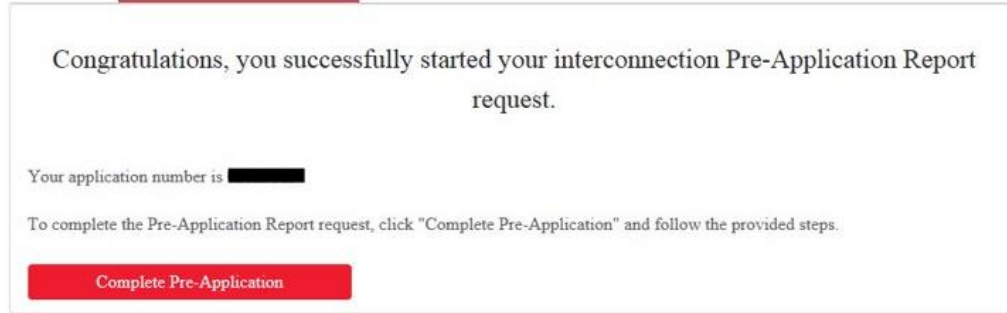 Congratulations, you successfully started your interconnection Pre-Application Report
request.
Your application number is
To complete the Pre-Application Report request, click "Complete Pre-Application" and follow the provided steps.
Complete Pre-Application